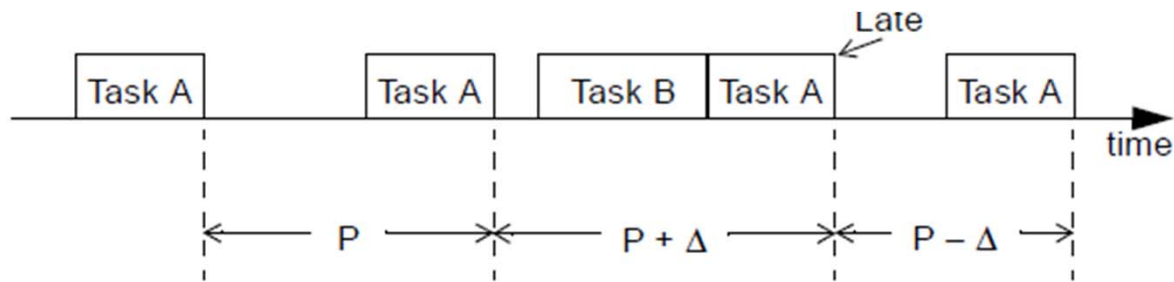 Late
Task A Task A Task B Task A Task A
time
P P + Δ P – Δ